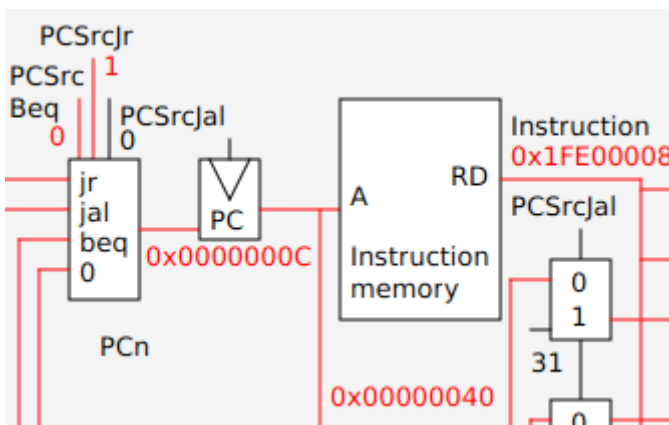 PCSrcJr
1
PCSrc
Beq
0
PCSrcJal
0
jr
jal
beq
0
PCn
PC
0x0000000C
A
RD
Instruction
memory
Instruction
0x1FE00008
PCSrcJal
0
1
31
0x00000040
0